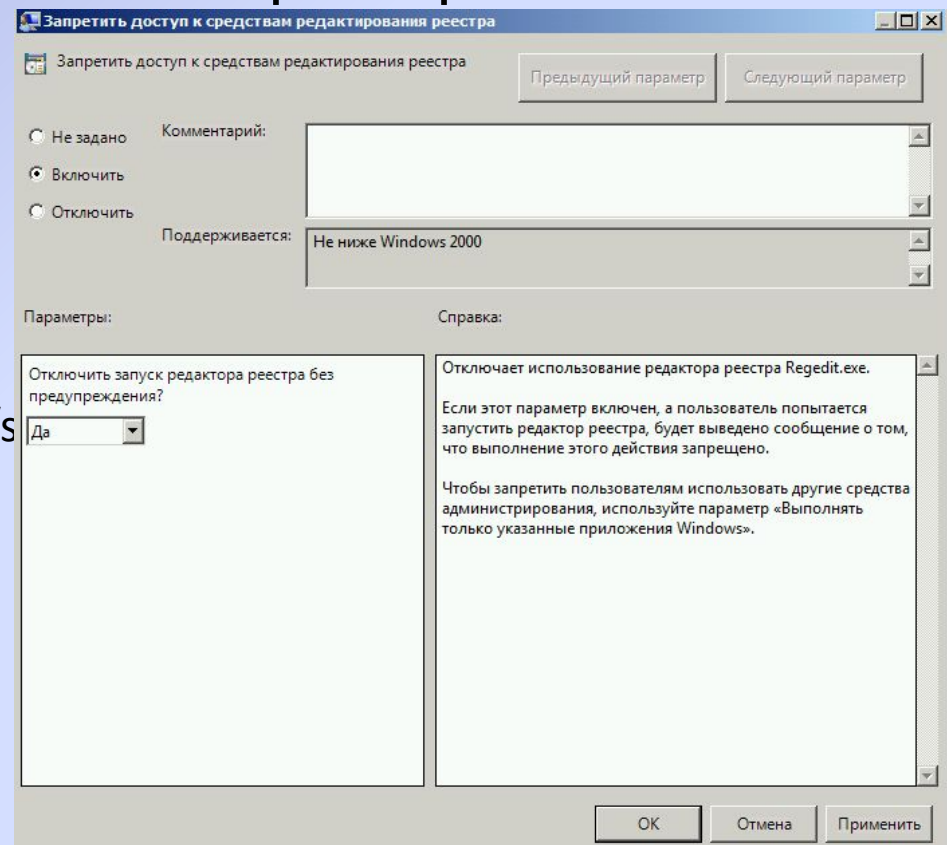 Запретить доступ к средствам редактирования реестра
Запретить доступ к средствам редактирования реестра
Предыдущий параметр
Следующий параметр
Не задано
Комментарий:
Включить
Отключить
Поддерживается:
Не ниже Windows 2000
Параметры:
Справка:
Отключить запуск редактора реестра без
предупреждения?
Да
Отключает использование редактора реестра Regedit.exe.
Если этот параметр включен, а пользователь попытается
запустить редактор реестра, будет выведено сообщение о том,
что выполнение этого действия запрещено.
Чтобы запретить пользователям использовать другие средства
администрирования, используйте параметр «Выполнять
только указанные приложения Windows».
OK
Отмена
Применить